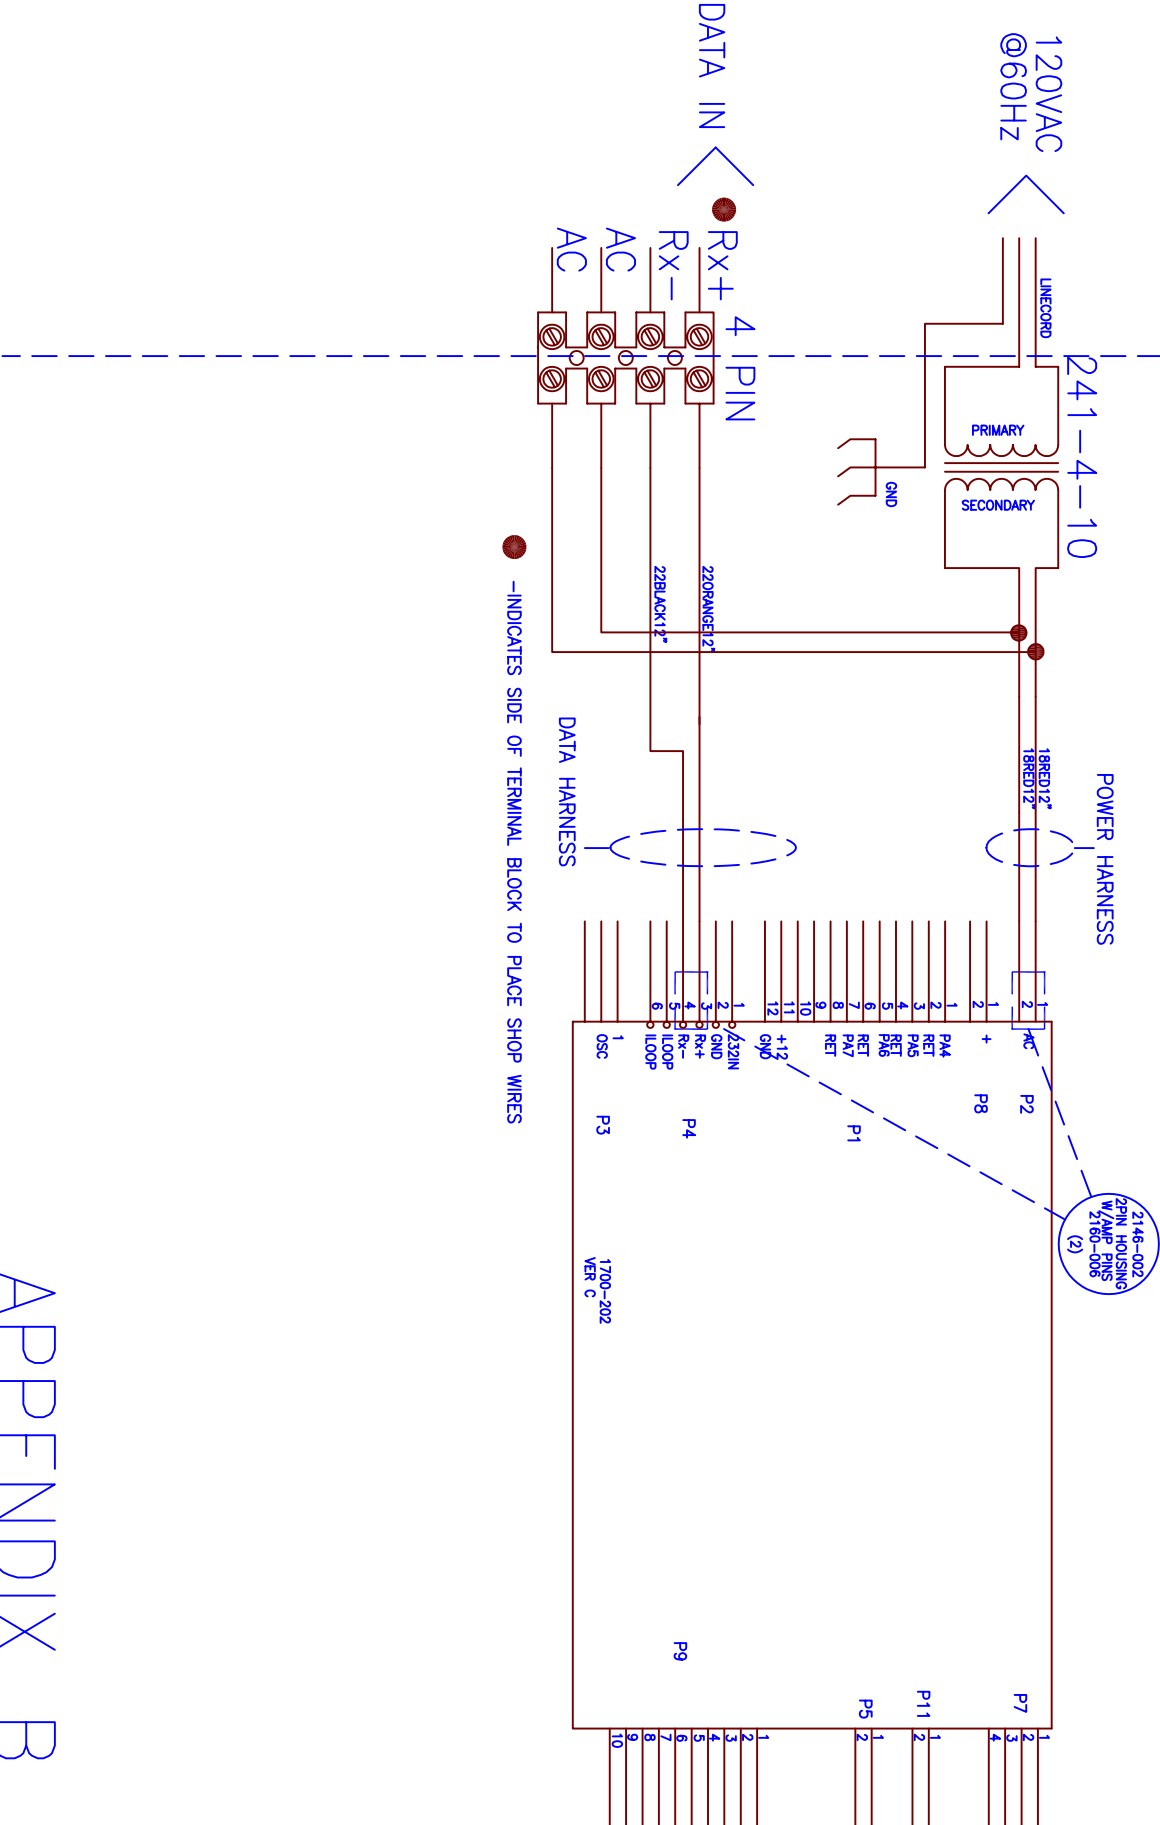 120VAC
@60Hz
DATA IN
LINECORD
241-4-10
PRIMARY
SECONDARY
GND
Rx+
Rx-
AC
AC
4 PIN
22ORANGE12"
22BLACK12"
18RED12"
18RED12"
POWER HARNESS
DATA HARNESS
-INDICATES SIDE OF TERMINAL BLOCK TO PLACE SHOP WIRES
1
2
AC
P2
1
2
+
P8
1 PA4
2 RET
3 PA5
4 RET
5 PA6
6 RET
7 PA7
8 RET
9
10
11 +12
12 GND
P1
1 232IN
2 GND
3 Rx+
4 Rx-
5 ILOOP
6 ILOOP
P4
1
OSC
P3
2146-002
2PIN HOUSING
W/AMP PINS
2160-006
(2)
1700-202
VER C
P7
1
2
3
4
P11
1
2
P5
1
2
P9
1
2
3
4
5
6
7
8
9
10
APPENDIX B